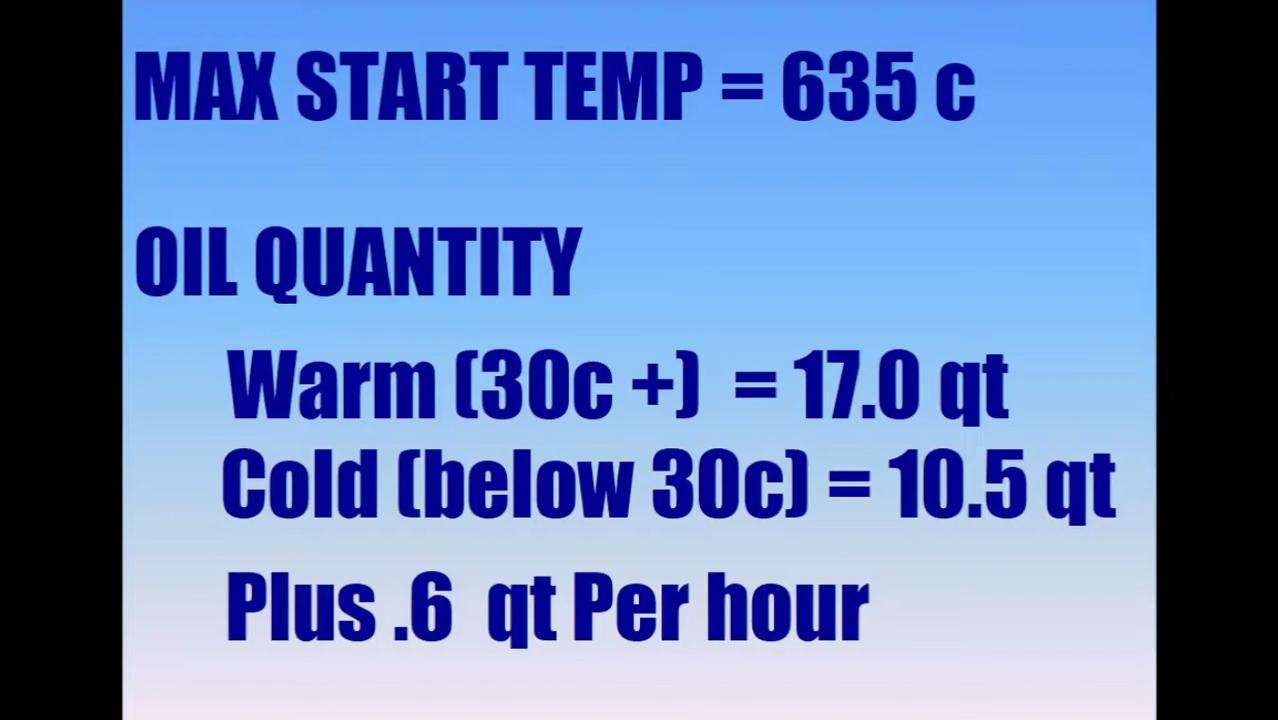 MAX START TEMP = 635 c
OIL QUANTITY
Warm (30c +) = 17.0 qt
Cold (below 30c) = 10.5 qt
Plus .6 qt Per hour